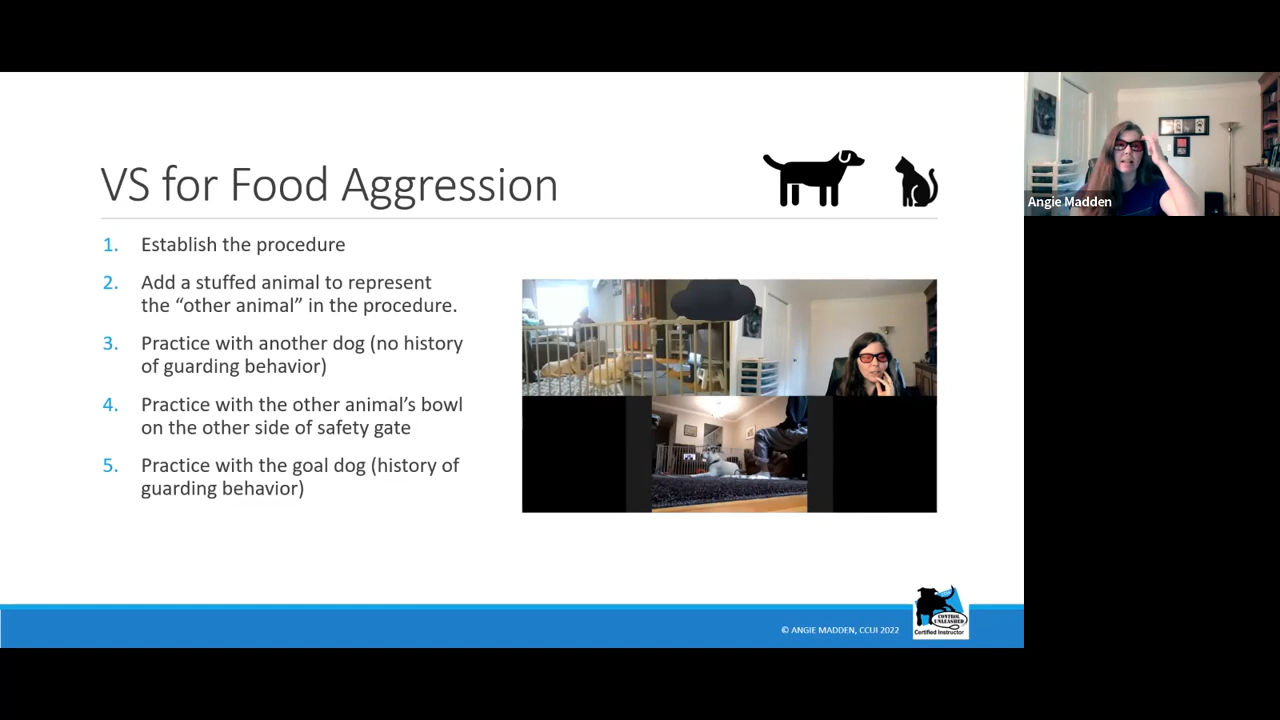 VS for Food Aggression
1. Establish the procedure
2. Add a stuffed animal to represent
the “other animal” in the procedure.
3. Practice with another dog (no history
of guarding behavior)
4. Practice with the other animal’s bowl
on the other side of safety gate
5. Practice with the goal dog (history of
guarding behavior)
Angie Madden
© ANGIE MADDEN, CCUI 2022
CONTROL
UNLEASHED
Certified Instructor